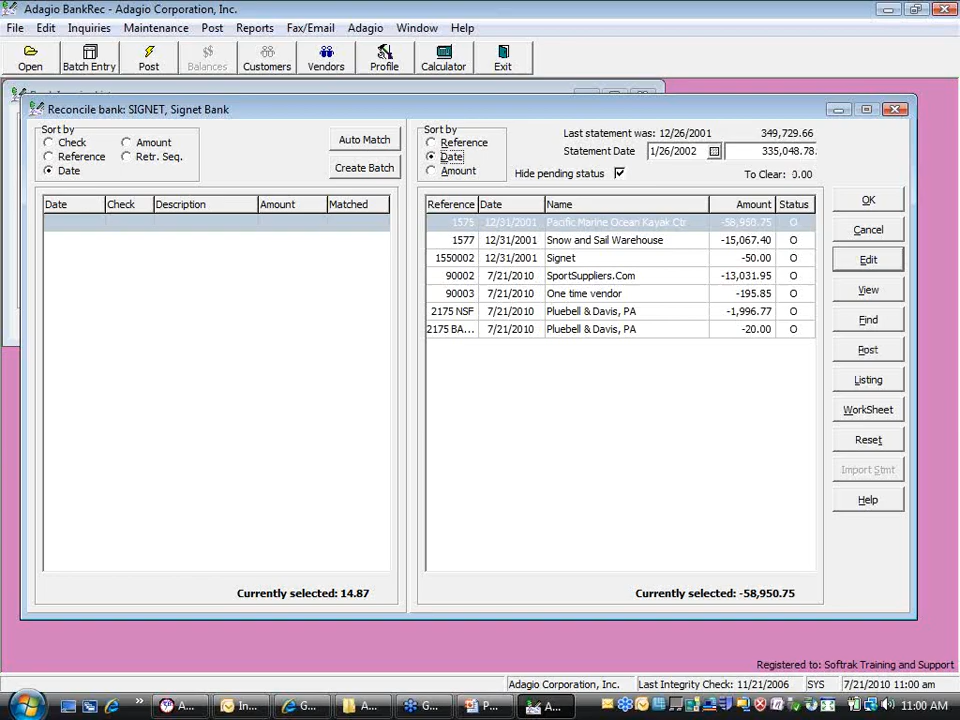 Adagio BankRec - Adagio Corporation, Inc.
File Edit Inquiries Maintenance Post Reports Fax/Email Adagio Window Help
Open Batch Entry Post Balances Customers Vendors Profile Calculator Exit
Reconcile bank: SIGNET, Signet Bank
Sort by
Check Amount
Reference Retr. Seq.
Date
Auto Match
Create Batch
Date Check Description Amount Matched
Currently selected: 14.87
Sort by
Reference
Date
Amount
Last statement was: 12/26/2001 349,729.66
Statement Date 1/26/2002 335,048.78
Hide pending status To Clear: 0.00
Reference Date Name Amount Status
1575 12/31/2001 Pacific Marine Ocean Kayak Ctr -58,950.75 O
1577 12/31/2001 Snow and Sail Warehouse -15,067.40 O
1550002 12/31/2001 Signet -50.00 O
90002 7/21/2010 SportSuppliers.Com -13,031.95 O
90003 7/21/2010 One time vendor -195.85 O
2175 NSF 7/21/2010 Pluebell & Davis, PA -1,996.77 O
2175 BA... 7/21/2010 Pluebell & Davis, PA -20.00 O
Currently selected: -58,950.75
OK
Cancel
Edit
View
Find
Post
Listing
WorkSheet
Reset
Import Stmt
Help
Registered to: Softrak Training and Support
Adagio Corporation, Inc. Last Integrity Check: 11/21/2006 SYS 7/21/2010 11:00 am
» A... In... G... A... G... P... A... 11:00 AM